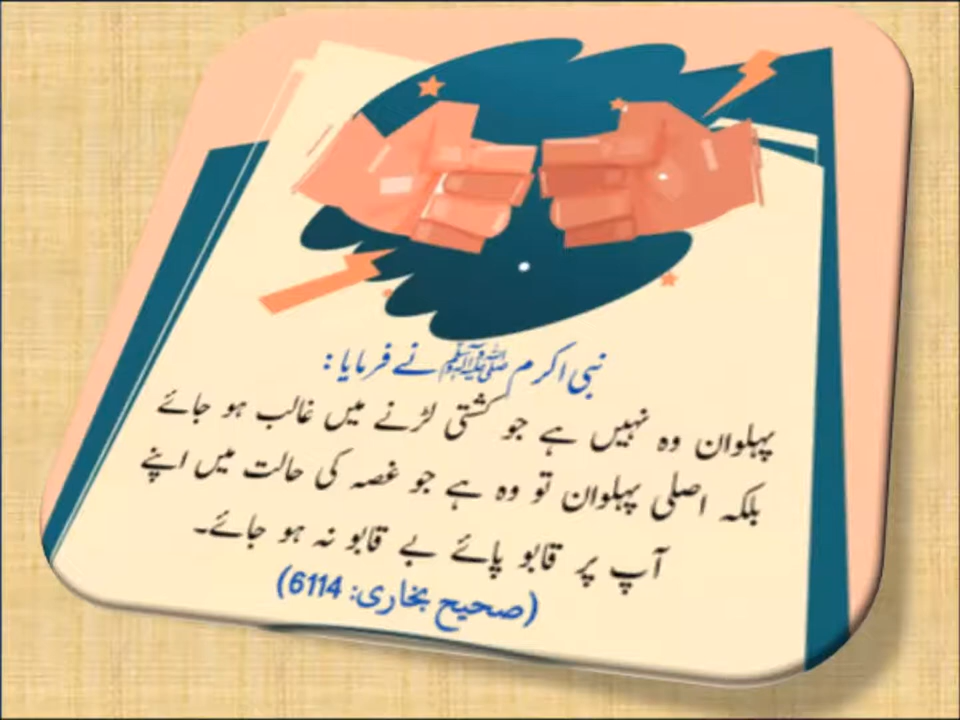 نبی اکرم ﷺ نے فرمایا :
پہلوان وہ نہیں ہے جو کشتی لڑنے میں غالب ہو جائے
بلکہ اصلی پہلوان تو وہ ہے جو غصہ کی حالت میں اپنے
آپ پر قابو پائے بے قابو نہ ہو جائے۔
(صحیح بخاری: 6114)